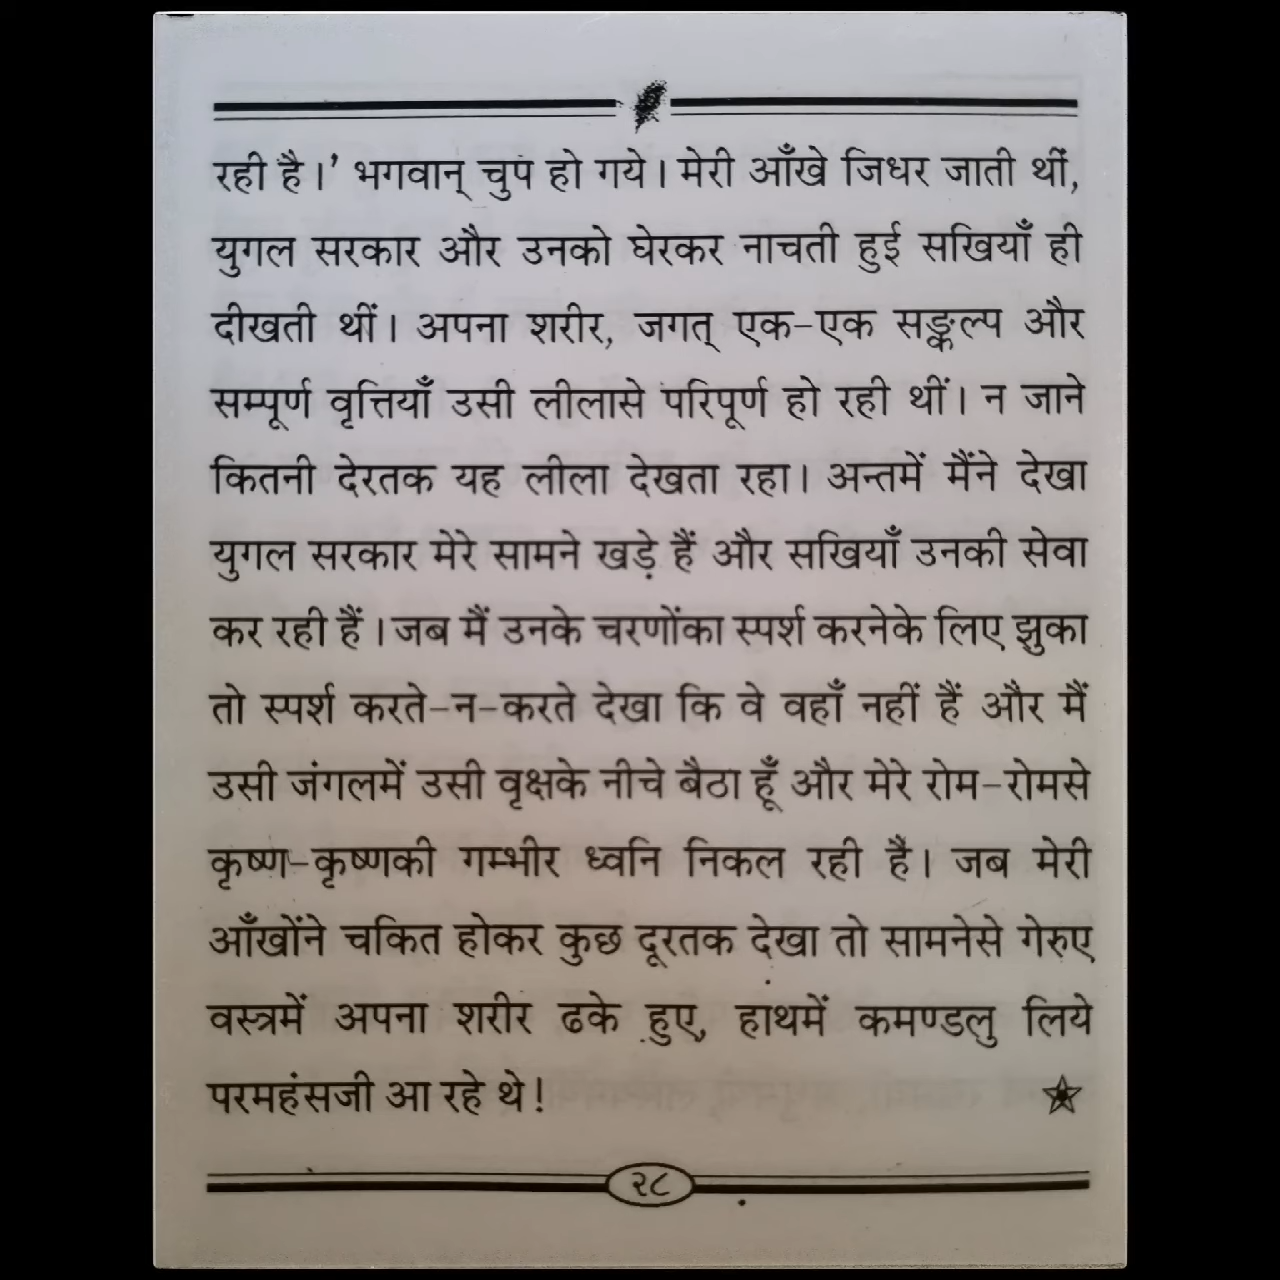 रही है।’ भगवान् चुप हो गये। मेरी आँखे जिधर जाती थीं,
युगल सरकार और उनको घेरकर नाचती हुई सखियाँ ही
दीखती थीं। अपना शरीर, जगत् एक-एक सङ्कल्प और
सम्पूर्ण वृत्तियाँ उसी लीलासे परिपूर्ण हो रही थीं। न जाने
कितनी देरतक यह लीला देखता रहा। अन्तमें मैंने देखा
युगल सरकार मेरे सामने खड़े हैं और सखियाँ उनकी सेवा
कर रही हैं। जब मैं उनके चरणोंका स्पर्श करनेके लिए झुका
तो स्पर्श करते-न-करते देखा कि वे वहाँ नहीं हैं और मैं
उसी जंगलमें उसी वृक्षके नीचे बैठा हूँ और मेरे रोम-रोमसे
कृष्ण-कृष्णकी गम्भीर ध्वनि निकल रही है। जब मेरी
आँखोंने चकित होकर कुछ दूरतक देखा तो सामनेसे गेरुए
वस्त्रमें अपना शरीर ढके हुए, हाथमें कमण्डलु लिये
परमहंसजी आ रहे थे!
२८